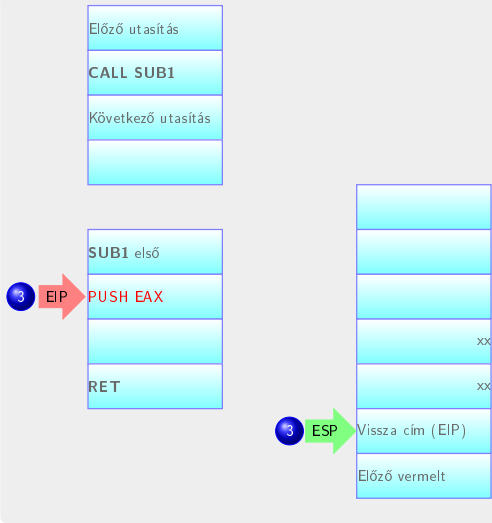 Előző utasítás
CALL SUB1
Következő utasítás
SUB1 első
3 EIP PUSH EAX
xx
RET
xx
3 ESP Vissza cím (EIP)
Előző vermelt